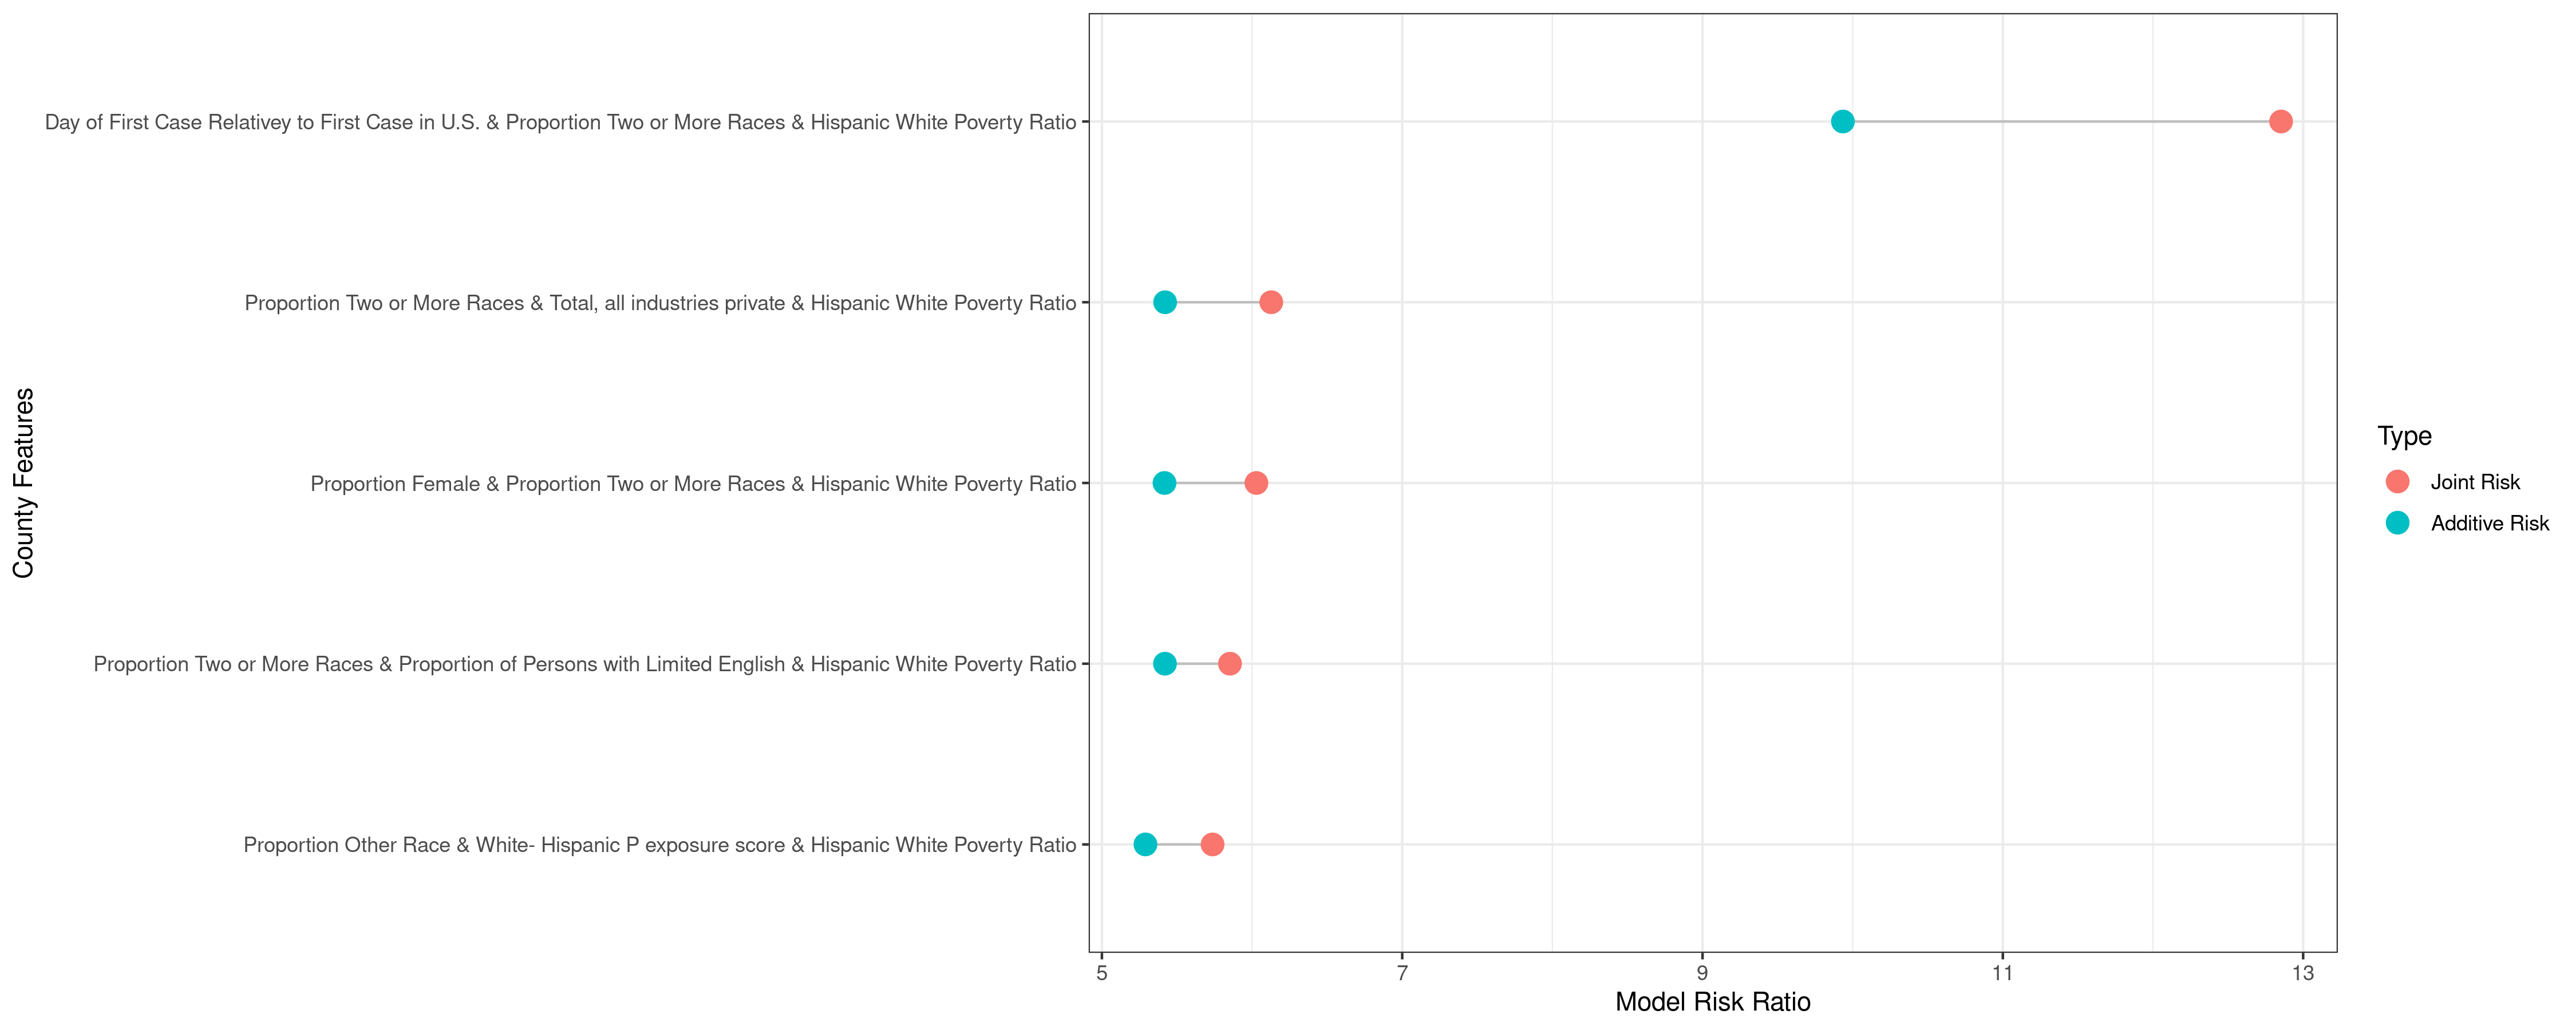 Day of First Case Relativey to First Case in U.S. & Proportion Two or More Races & Hispanic White Poverty Ratio
Proportion Two or More Races & Total, all industries private & Hispanic White Poverty Ratio
Proportion Female & Proportion Two or More Races & Hispanic White Poverty Ratio
Proportion Two or More Races & Proportion of Persons with Limited English & Hispanic White Poverty Ratio
Proportion Other Race & White- Hispanic P exposure score & Hispanic White Poverty Ratio
County Features
5 7 9 11 13
Model Risk Ratio
Type
Joint Risk
Additive Risk